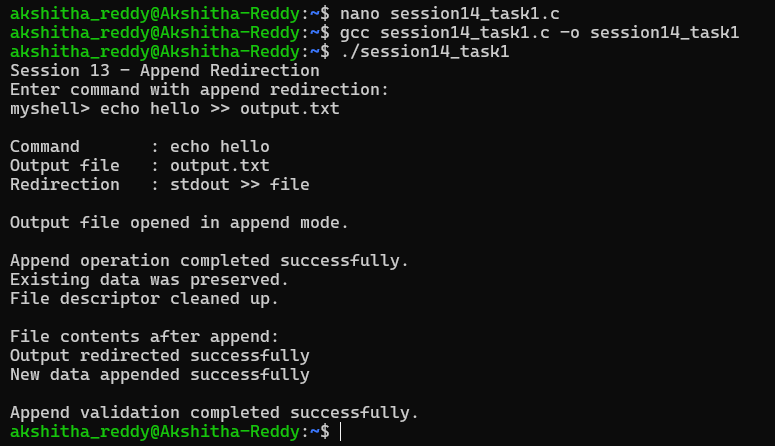 akshitha_reddy@Akshitha-Reddy:~$ nano session14_task1.c
akshitha_reddy@Akshitha-Reddy:~$ gcc session14_task1.c -o session14_task1
akshitha_reddy@Akshitha-Reddy:~$ ./session14_task1
Session 13 - Append Redirection
Enter command with append redirection:
myshell> echo hello >> output.txt

Command       : echo hello
Output file   : output.txt
Redirection   : stdout >> file

Output file opened in append mode.

Append operation completed successfully.
Existing data was preserved.
File descriptor cleaned up.

File contents after append:
Output redirected successfully
New data appended successfully

Append validation completed successfully.
akshitha_reddy@Akshitha-Reddy:~$